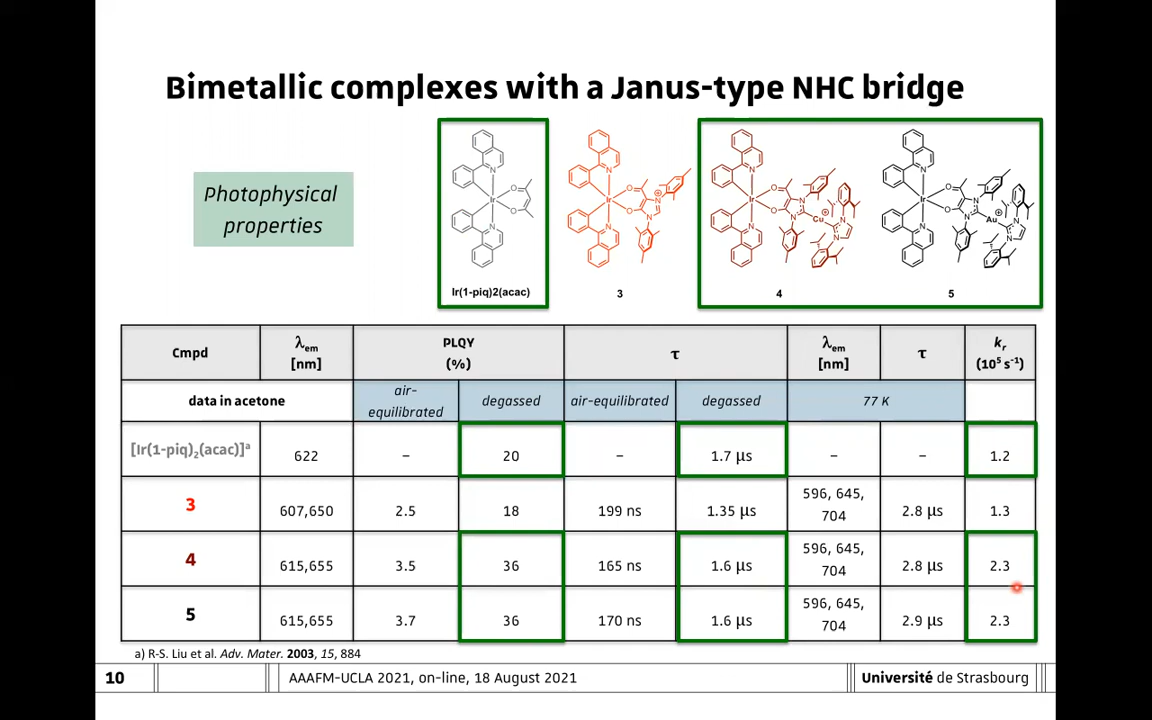 Bimetallic complexes with a Janus-type NHC bridge
Photophysical
properties
Ir(1-piq)2(acac)
3
4
5
Cmpd
λem
[nm]
PLQY
(%)
τ
λem
[nm]
τ
kr
(10⁵ s⁻¹)
data in acetone
air-
equilibrated
degassed
air-equilibrated
degassed
77 K
[Ir(1-piq)₂(acac)]ᵃ 622 – 20 – 1.7 μs – – 1.2
3 607,650 2.5 18 199 ns 1.35 μs 596, 645, 704 2.8 μs 1.3
4 615,655 3.5 36 165 ns 1.6 μs 596, 645, 704 2.8 μs 2.3
5 615,655 3.7 36 170 ns 1.6 μs 596, 645, 704 2.9 μs 2.3
a) R-S. Liu et al. Adv. Mater. 2003, 15, 884
10
AAAFM-UCLA 2021, on-line, 18 August 2021
Université de Strasbourg